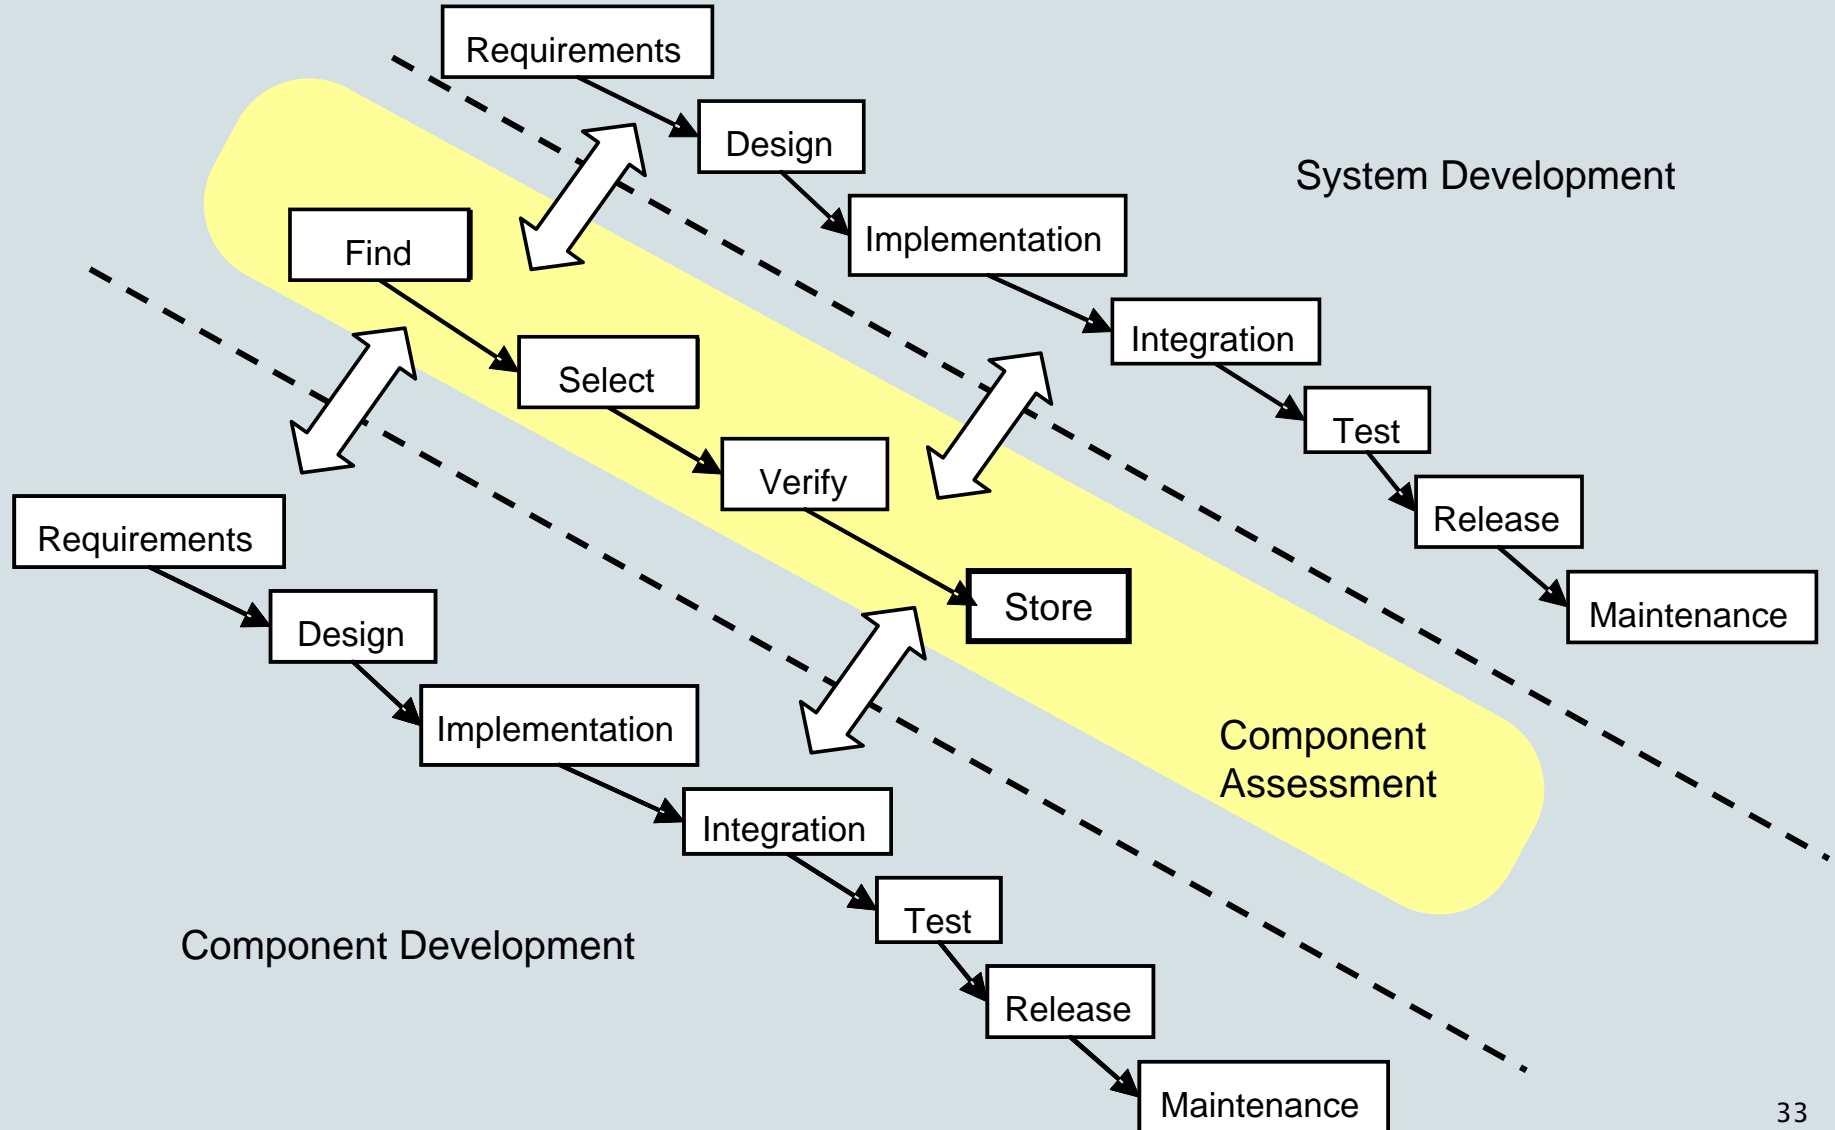 Requirements
Design
System Development
Implementation
Find
Integration
Select
Test
Verify
Release
Requirements
Store
Maintenance
Design
Implementation
Component
Assessment
Integration
Test
Component Development
Release
Maintenance
33